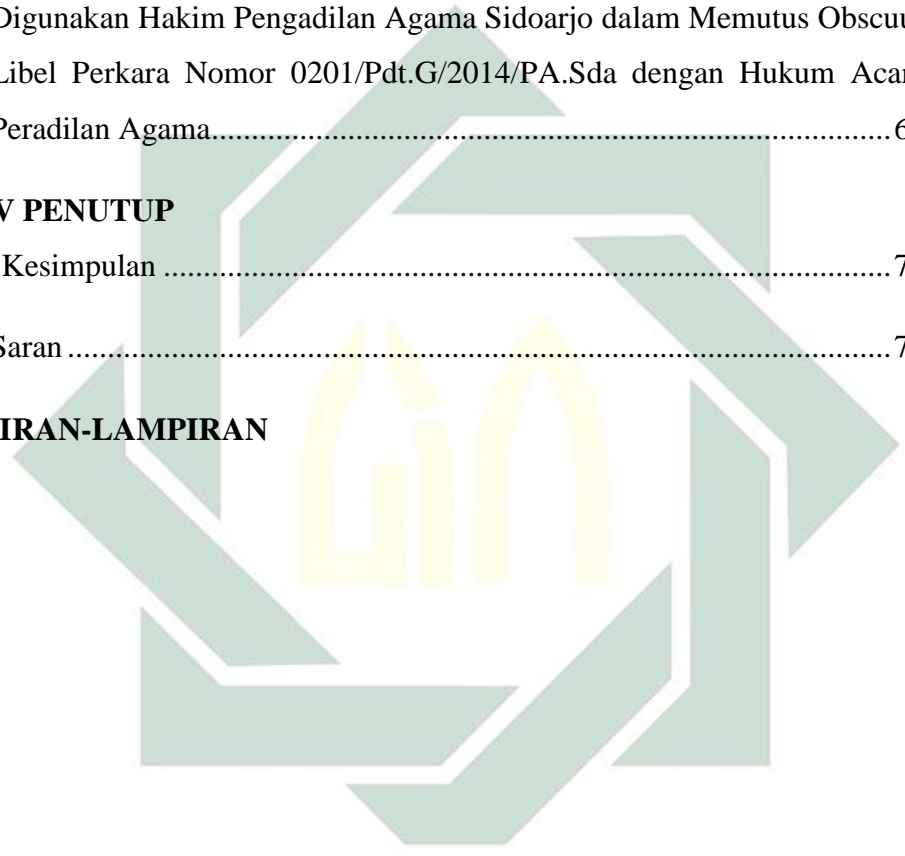 Digunakan Hakim Pengadilan Agama Sidoarjo dalam Memutus Obscuu
Libel Perkara Nomor 0201/Pdt.G/2014/PA.Sda dengan Hukum Acar
Peradilan Agama........................................................................................6
V PENUTUP
Kesimpulan ...............................................................................................7
Saran .........................................................................................................7
IRAN-LAMPIRAN